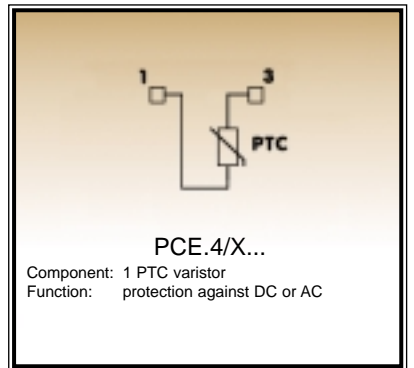 1 3
PTC
PCE.4/X...
Component: 1 PTC varistor
Function: protection against DC or AC